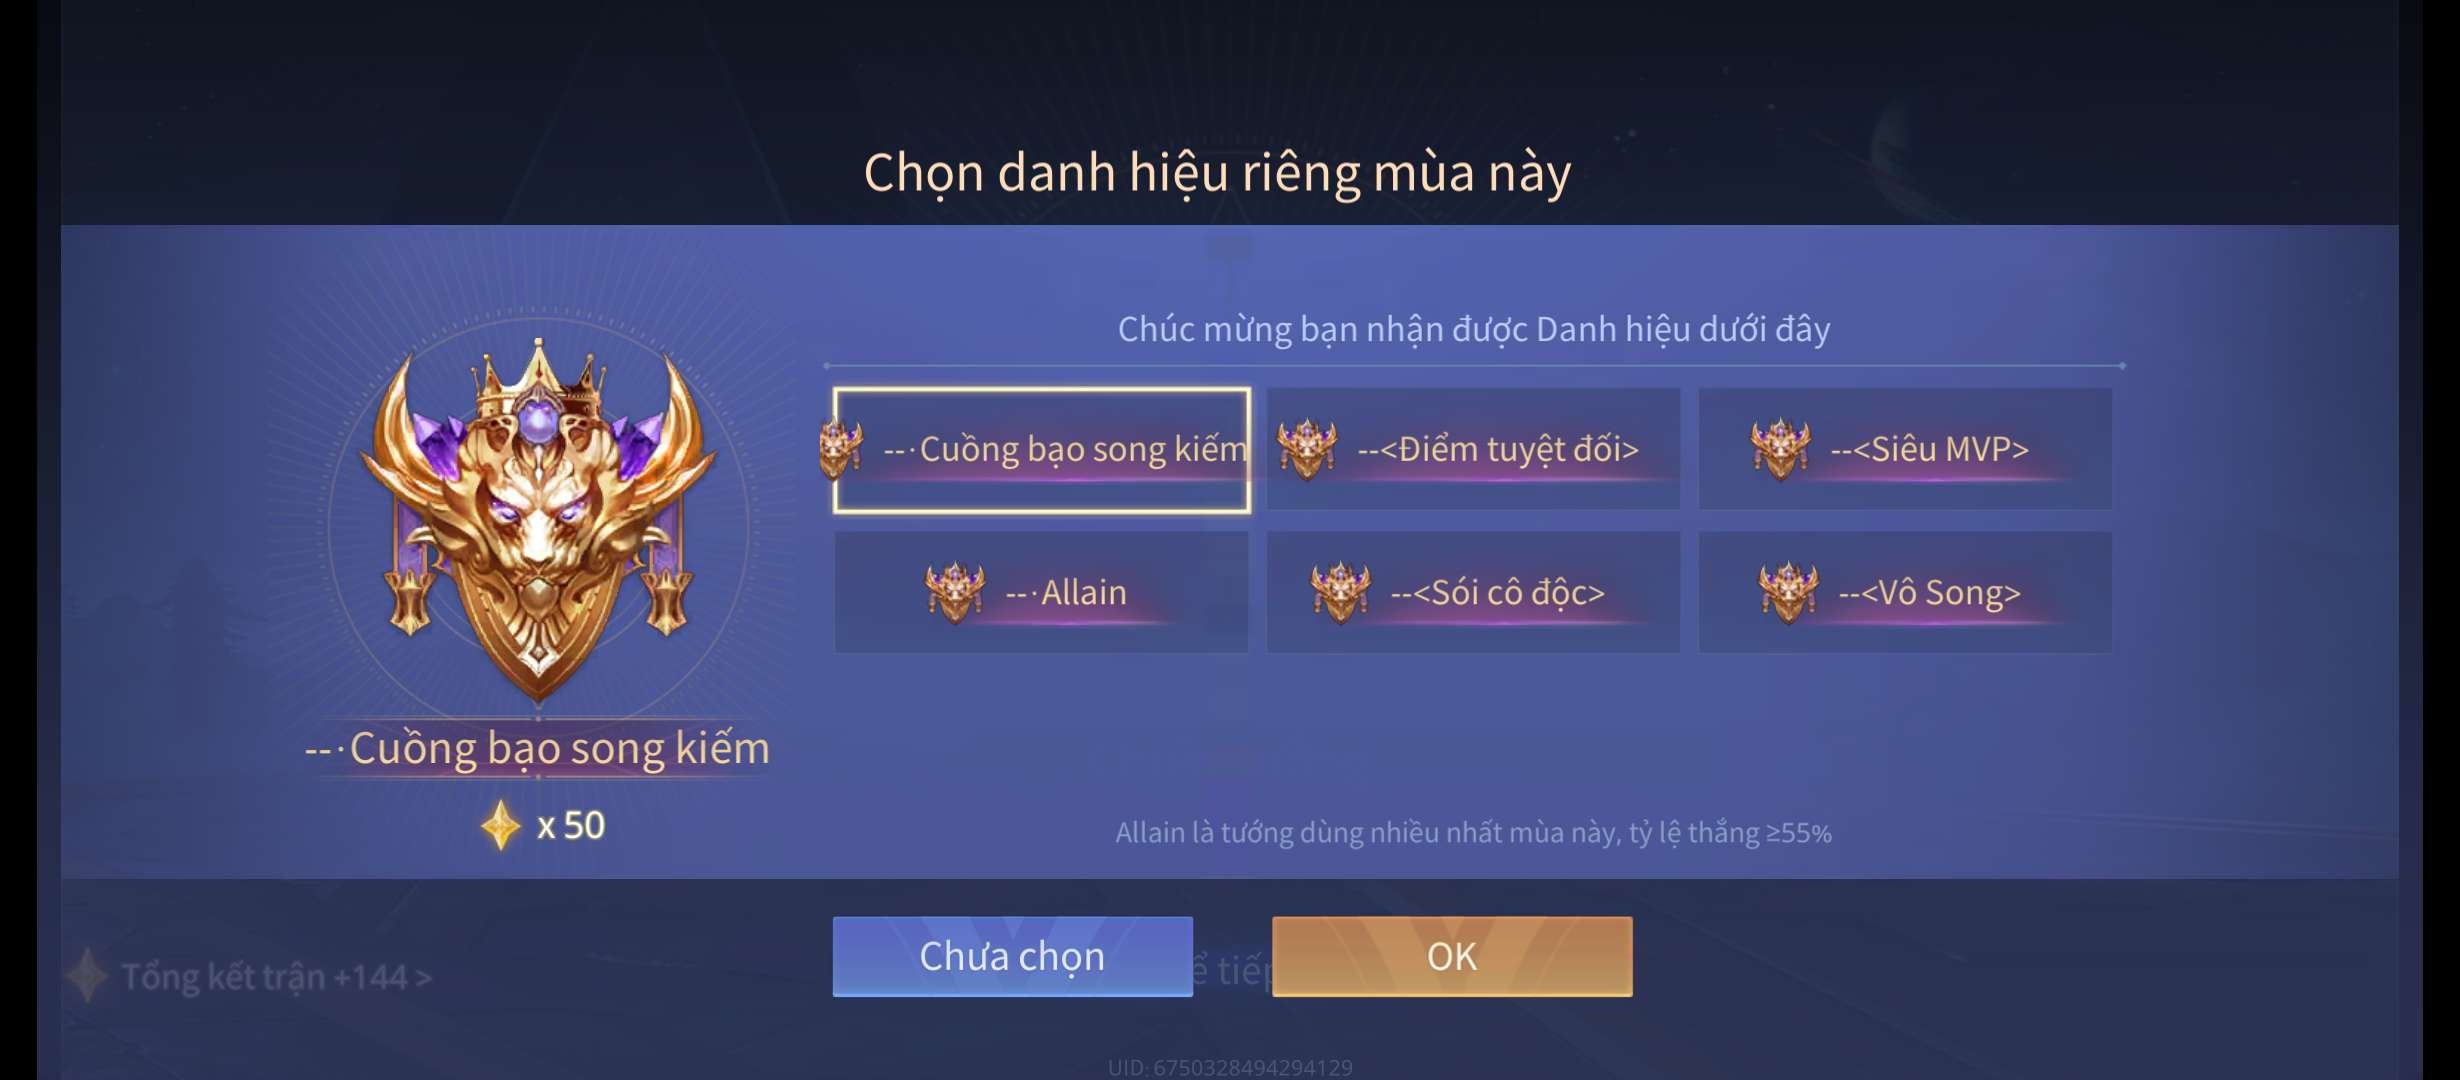 Chọn danh hiệu riêng mùa này
Chúc mừng bạn nhận được Danh hiệu dưới đây
--·Cuồng bạo song kiếm
--<Điểm tuyệt đối>
--<Siêu MVP>
--·Allain
--<Sói cô độc>
--<Vô Song>
--·Cuồng bạo song kiếm
x 50
Allain là tướng dùng nhiều nhất mùa này, tỷ lệ thắng ≥55%
Chưa chọn
OK
Tổng kết trận +144 >
UID: 6750328494294129